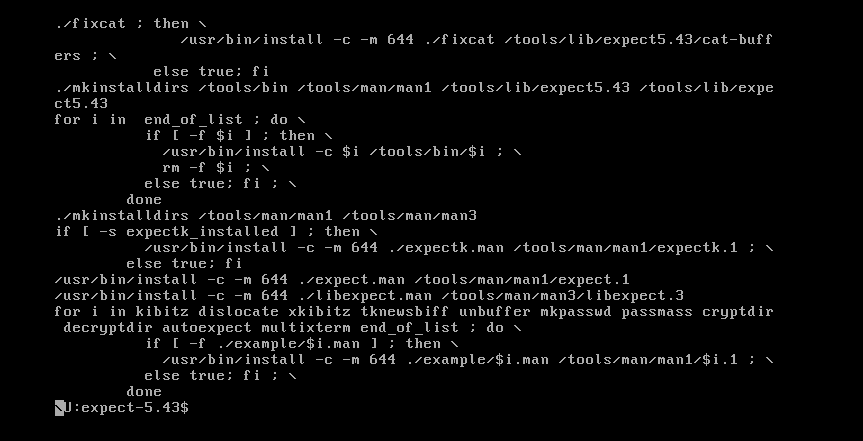 ./fixcat ; then \
                /usr/bin/install -c -m 644 ./fixcat /tools/lib/expect5.43/cat-buff
ers ; \
           else true; fi
./mkinstalldirs /tools/bin /tools/man/man1 /tools/lib/expect5.43 /tools/lib/expe
ct5.43
for i in  end_of_list ; do \
          if [ -f $i ] ; then \
            /usr/bin/install -c $i /tools/bin/$i ; \
            rm -f $i ; \
          else true; fi ; \
        done
./mkinstalldirs /tools/man/man1 /tools/man/man3
if [ -s expectk_installed ] ; then \
          /usr/bin/install -c -m 644 ./expectk.man /tools/man/man1/expectk.1 ; \
        else true; fi
/usr/bin/install -c -m 644 ./expect.man /tools/man/man1/expect.1
/usr/bin/install -c -m 644 ./libexpect.man /tools/man/man3/libexpect.3
for i in kibitz dislocate xkibitz tknewsbiff unbuffer mkpasswd passmass cryptdir
 decryptdir autoexpect multixterm end_of_list ; do \
          if [ -f ./example/$i.man ] ; then \
            /usr/bin/install -c -m 644 ./example/$i.man /tools/man/man1/$i.1 ; \
          else true; fi ; \
        done
\U:expect-5.43$